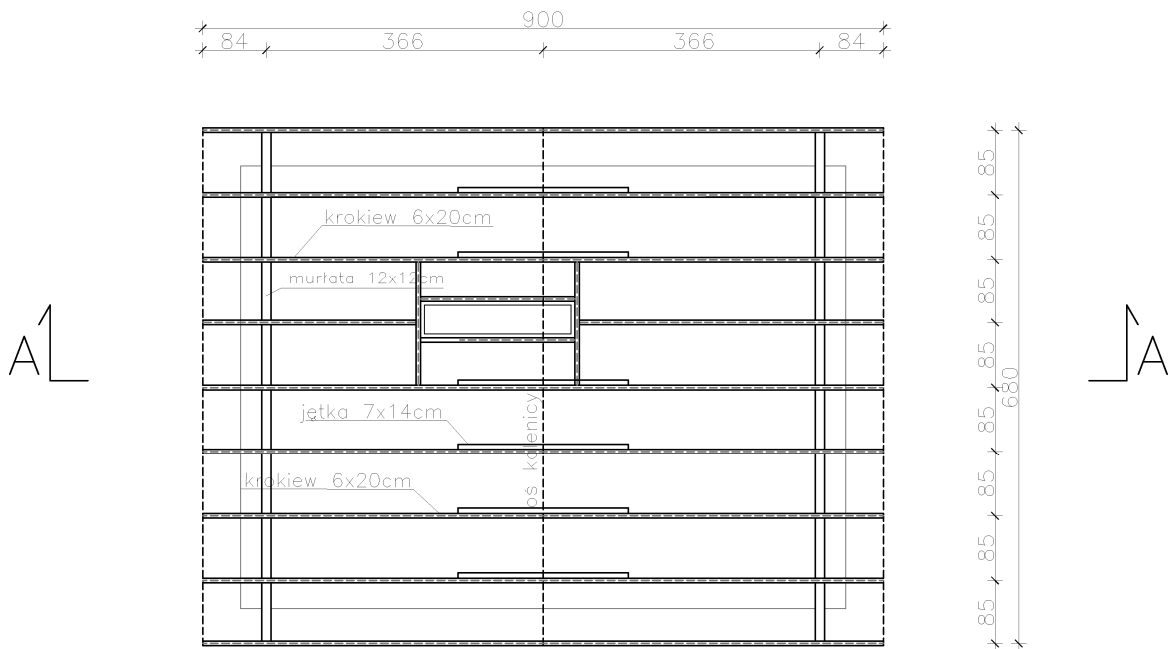 900
84 366 366 84
85
85
krokiew 6x20cm
murłata 12x12cm
85
A A
85
680
jętka 7x14cm
85
oś kalenicy
krokiew 6x20cm
85
85
85